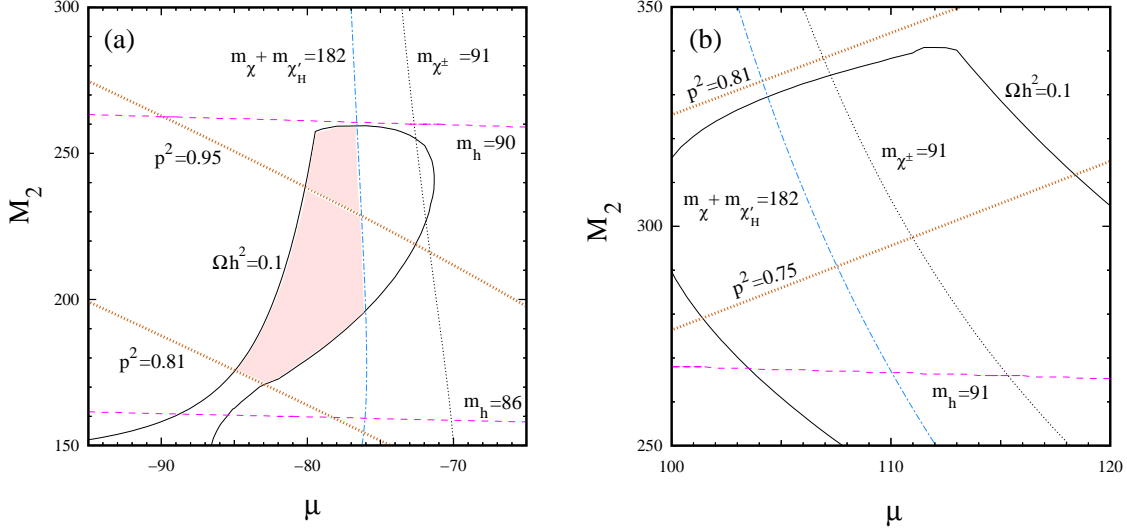 300
(a)
m_χ + m_χ'_H =182
m_χ± =91
m_h =90
p²=0.95
250
M_2
Ωh²=0.1
200
p²=0.81
m_h =86
150
−90
−80
−70
μ
350
(b)
p²=0.81
Ωh²=0.1
m_χ± =91
M_2
m_χ + m_χ'_H =182
300
p²=0.75
m_h =91
250
100
110
120
μ